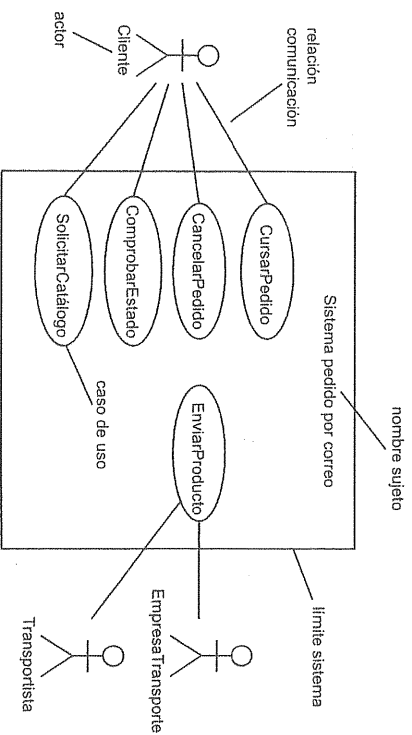 nombre sujeto
relación
comunicación
Sistema pedido por correo
límite sistema
CursarPedido
CancelarPedido
EnviarProducto
EmpresaTransporte
Cliente
ComprobarEstado
actor
SolicitarCatálogo
caso de uso
Transportista